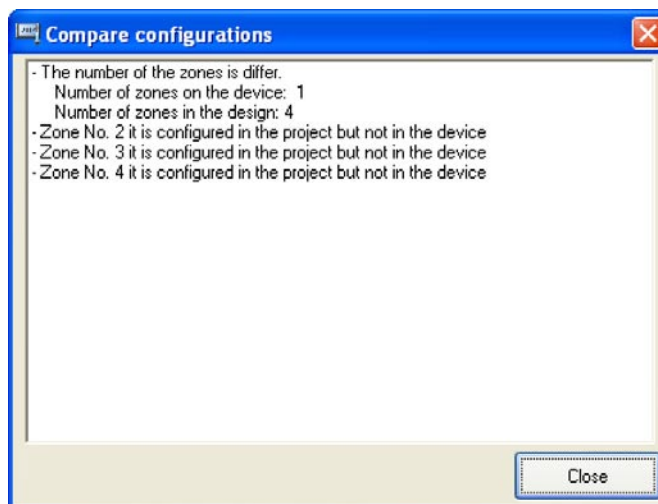 Compare configurations
- The number of the zones is differ.
Number of zones on the device: 1
Number of zones in the design: 4
- Zone No. 2 it is configured in the project but not in the device
- Zone No. 3 it is configured in the project but not in the device
- Zone No. 4 it is configured in the project but not in the device
Close